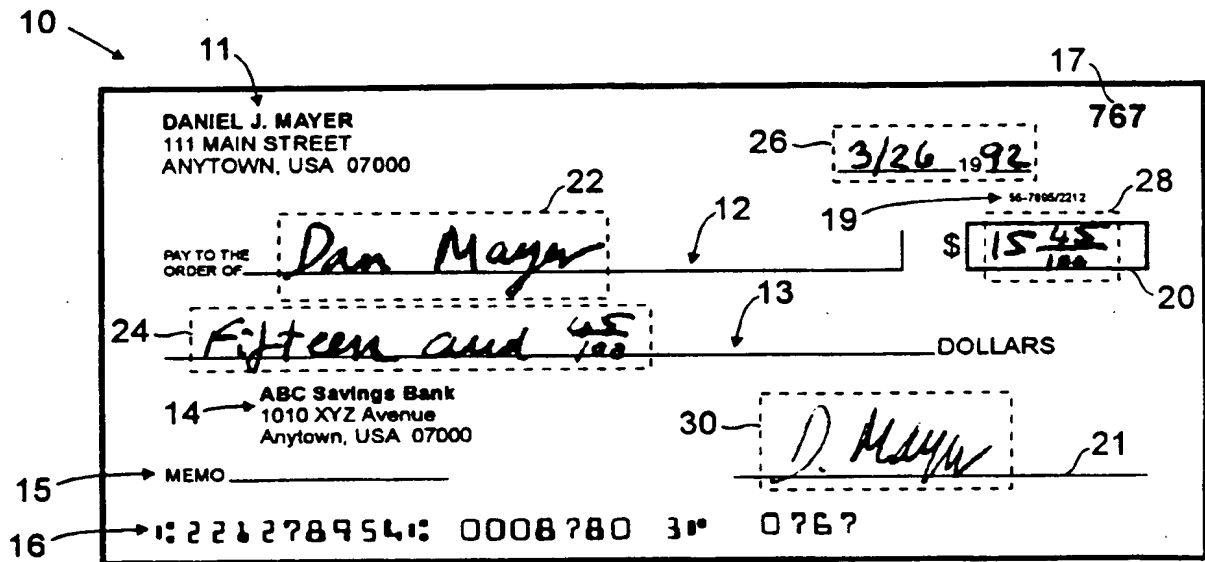 10
11
17
DANIEL J. MAYER
767
111 MAIN STREET
26
3/26 1992
ANYTOWN, USA 07000
22
12
19
56-7895/2212
28
PAY TO THE
ORDER OF Dan Mayer
$ 15 45/100
20
24
Fifteen and 45/100
13
DOLLARS
14
ABC Savings Bank
1010 XYZ Avenue
Anytown, USA 07000
30
D. Mayer
21
15
MEMO
16
⑆221278954⑆ 0008780 3⑈ 0767